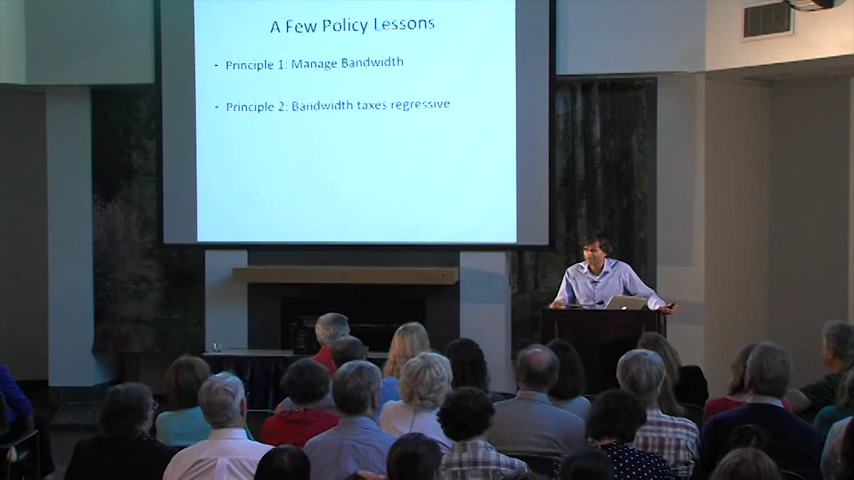 A Few Policy Lessons
- Principle 1: Manage Bandwidth
- Principle 2: Bandwidth taxes regressive